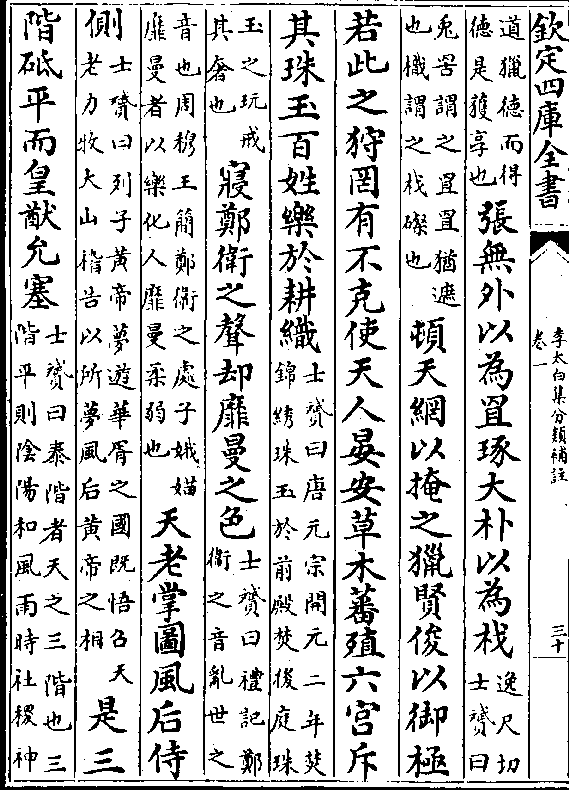 欽定四庫全書
李太白集分類補註
卷一
三十
道獵德而得
德是獲享也
張無外以為罝琢大朴以為杙
逸尺切
士贇曰
兎罟謂之罝罝猶遮
也檝謂之杙磔也
頓天網以掩之獵賢俊以御極
若此之狩罔有不克使天人晏安草木蕃殖六宮斥
其珠玉百姓樂於耕織
士贇曰唐元宗開元二年焚
錦綉珠玉於前殿焚後庭珠
玉之玩戒
其奢也
寢鄭衛之聲却靡曼之色
士贇曰禮記鄭
衛之音亂世之
音也周穆王簡鄭衛之處子娥媌
靡曼者以樂化人靡曼柔弱也
天老掌圖風后侍
側
士贇曰列子黃帝夢遊華胥之國既悟召天
老力牧大山稽告以所夢風后黃帝之相
是三
階砥平而皇猷允塞
士贇曰泰階者天之三階也三
階平則陰陽和風雨時社稷神